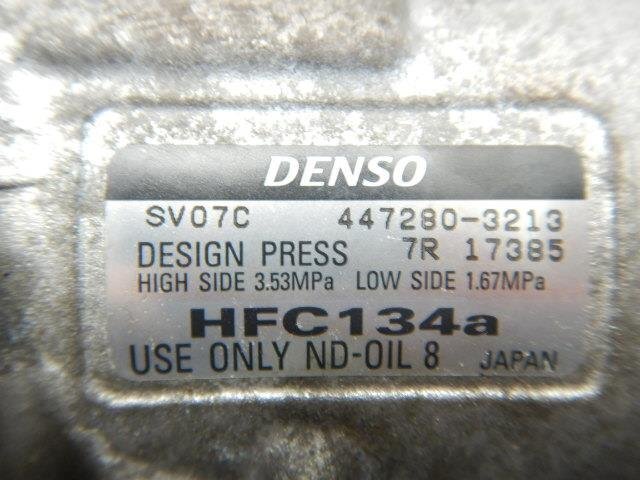 DENSO
SV07C 447280-3213
DESIGN PRESS 7R 17385
HIGH SIDE 3.53MPa LOW SIDE 1.67MPa
HFC134a
USE ONLY ND-OIL 8 JAPAN